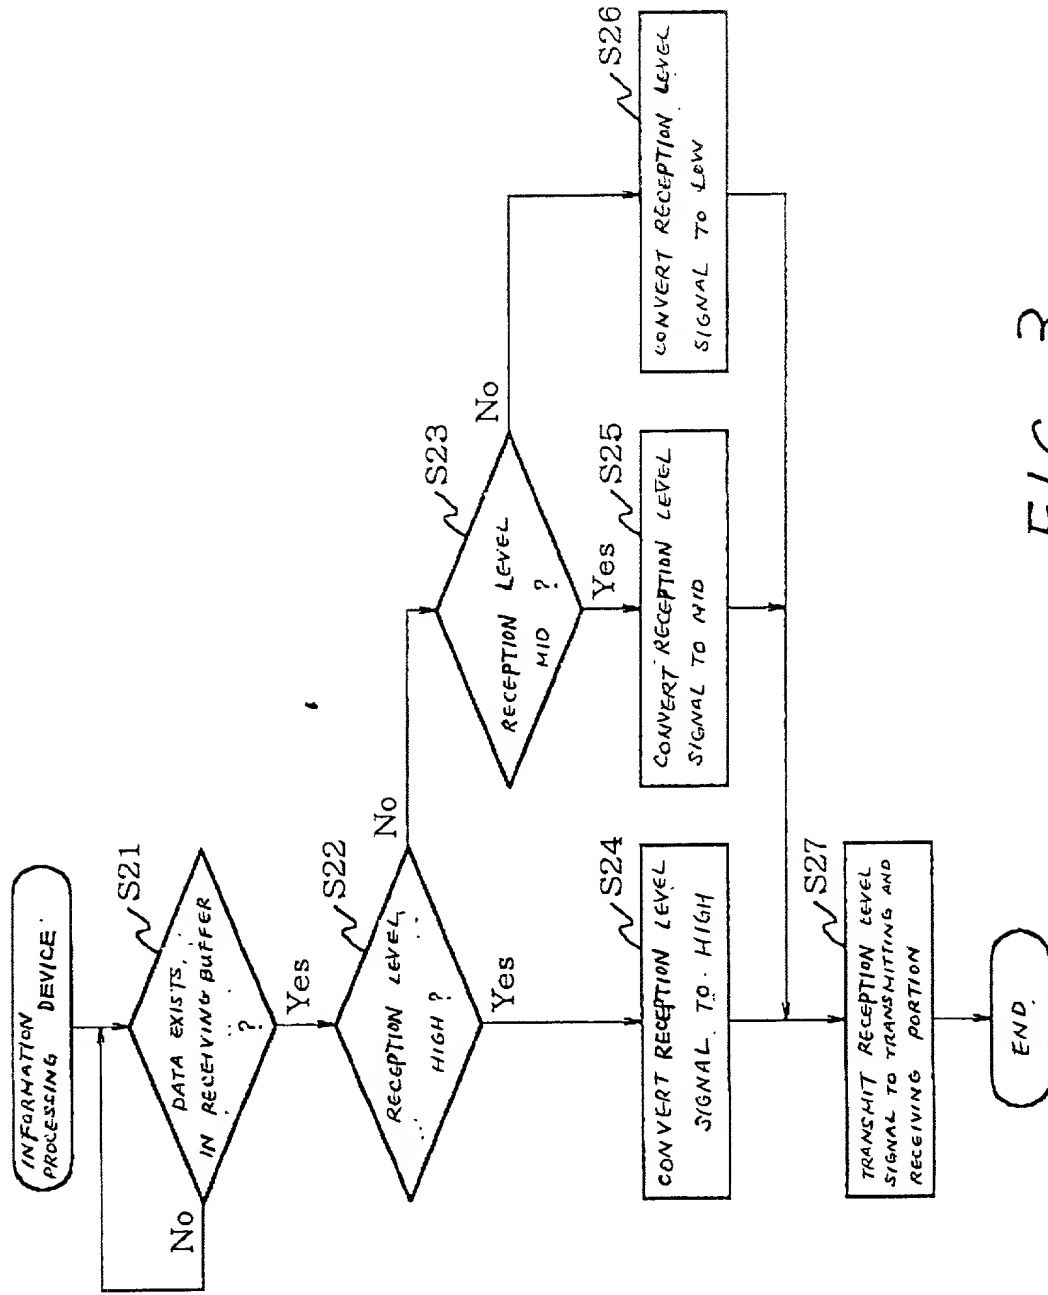 INFORMATION
PROCESSING DEVICE
S21
DATA EXISTS
IN RECEIVING BUFFER
?
No
Yes
S22
RECEPTION LEVEL
HIGH ?
No
Yes
S23
RECEPTION LEVEL
MID ?
No
Yes
S24
CONVERT RECEPTION LEVEL
SIGNAL TO HIGH
S25
CONVERT RECEPTION LEVEL
SIGNAL TO MID
S26
CONVERT RECEPTION LEVEL
SIGNAL TO LOW
S27
TRANSMIT RECEPTION LEVEL
SIGNAL TO TRANSMITTING AND
RECEIVING PORTION
END
FIG. 3